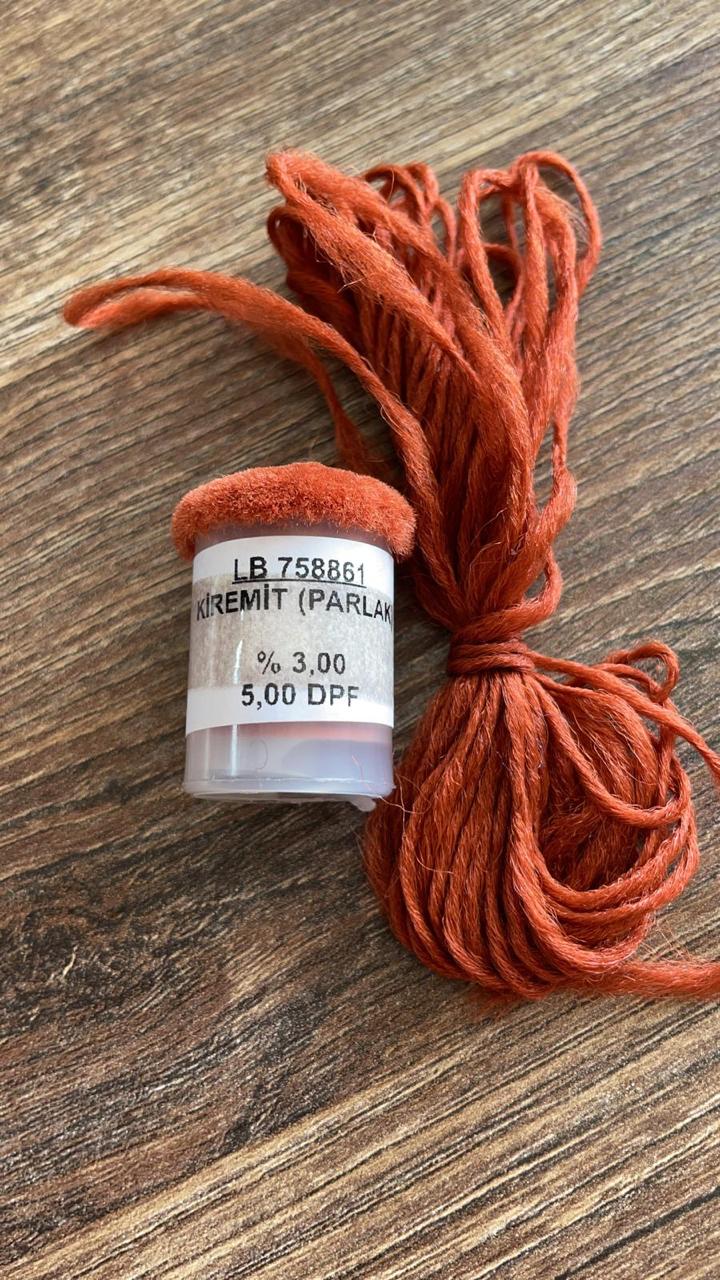 LB 758861
KİREMİT (PARLAK
% 3,00
5,00 DPF